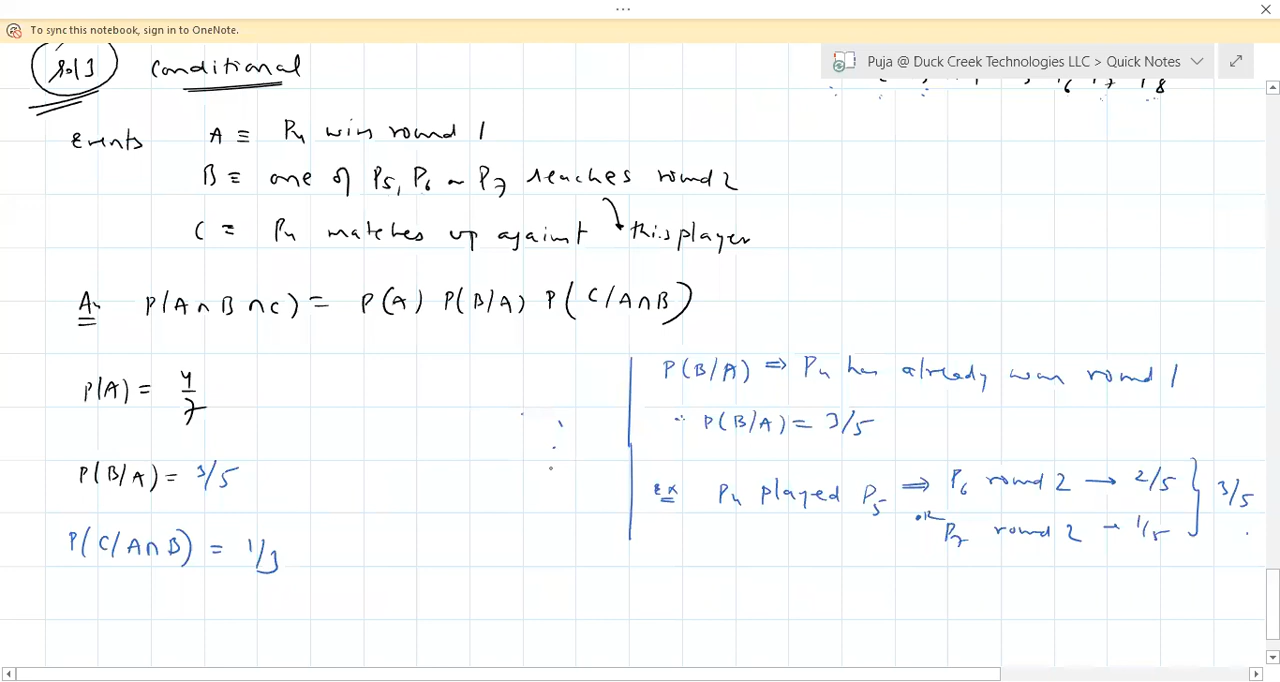 To sync this notebook, sign in to OneNote.
Puja @ Duck Creek Technologies LLC > Quick Notes
Sol 3 Conditional
Events A ≡ P4 win round 1
B ≡ one of P5, P6 or P7 reaches round 2
C ≡ P4 matches up against this player
P(A ∩ B ∩ C) = P(A) P(B/A) P(C/A∩B)
P(A) = 4/7
P(B/A) = 3/5
P(C/A∩B) = 1/3
P(B/A) ⇒ P4 has already won round 1
∴ P(B/A) = 3/5
Ex P4 played P5 ⇒ P6 round 2 → 2/5 } 3/5
or P7 round 2 → 1/5